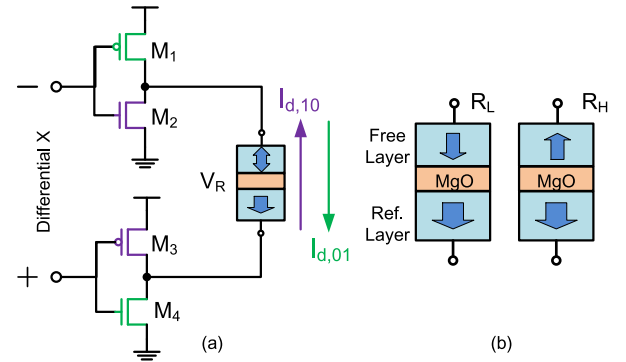 Differential X
−
+
M1
M2
M3
M4
VR
Id,10
Id,01
(a)
RL
RH
Free
Layer
MgO
MgO
Ref.
Layer
(b)